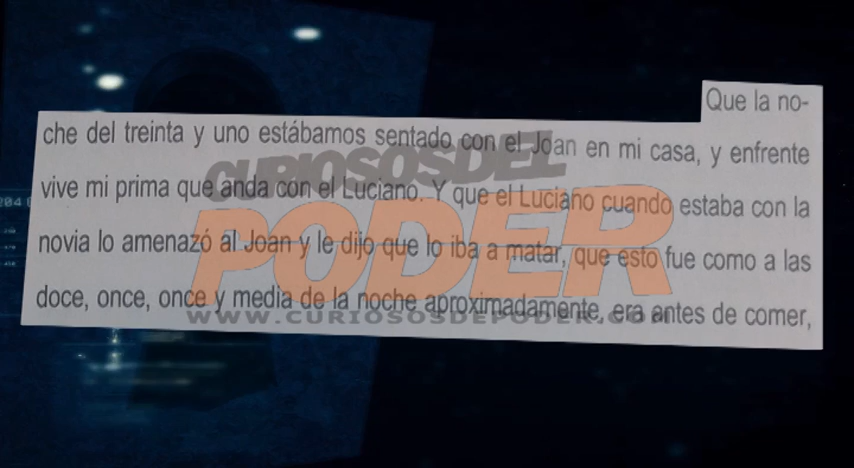 Que la no-
che del treinta y uno estábamos sentado con el Joan en mi casa, y enfrente
vive mi prima que anda con el Luciano. Y que el Luciano cuando estaba con la
novia lo amenazó al Joan y le dijo que lo iba a matar, que esto fue como a las
doce, once, once y media de la noche aproximadamente, era antes de comer,
CURIOSOSDEL
PODER
WWW.CURIOSOSDEPODER.COM
204